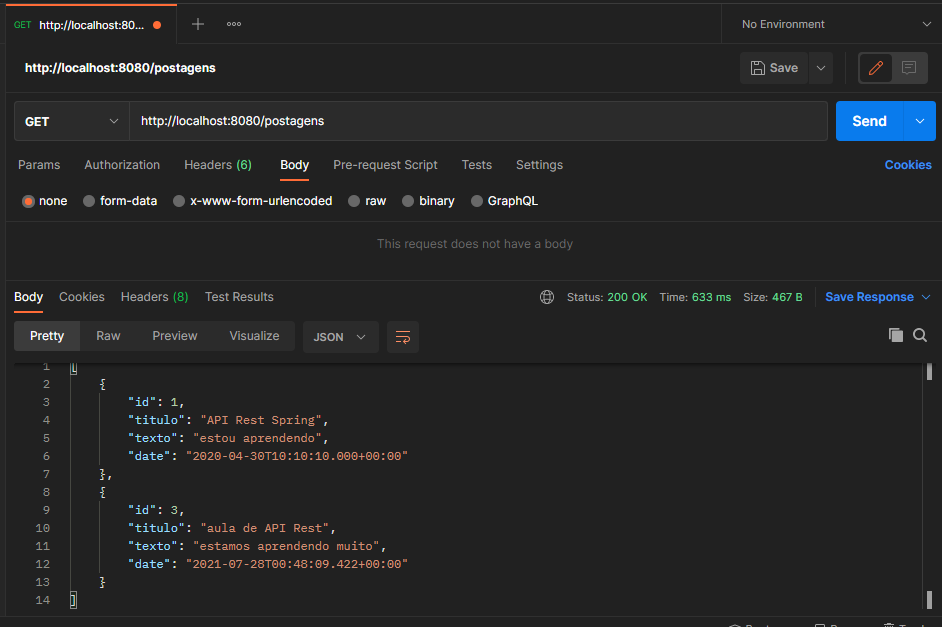 GET http://localhost:80... No Environment
http://localhost:8080/postagens Save
GET http://localhost:8080/postagens Send
Params Authorization Headers (6) Body Pre-request Script Tests Settings Cookies
none form-data x-www-form-urlencoded raw binary GraphQL
This request does not have a body
Body Cookies Headers (8) Test Results Status: 200 OK Time: 633 ms Size: 467 B Save Response
Pretty Raw Preview Visualize JSON
1 [
2 {
3 "id": 1,
4 "titulo": "API Rest Spring",
5 "texto": "estou aprendendo",
6 "date": "2020-04-30T10:10:10.000+00:00"
7 },
8 {
9 "id": 3,
10 "titulo": "aula de API Rest",
11 "texto": "estamos aprendendo muito",
12 "date": "2021-07-28T00:48:09.422+00:00"
13 }
14 ]